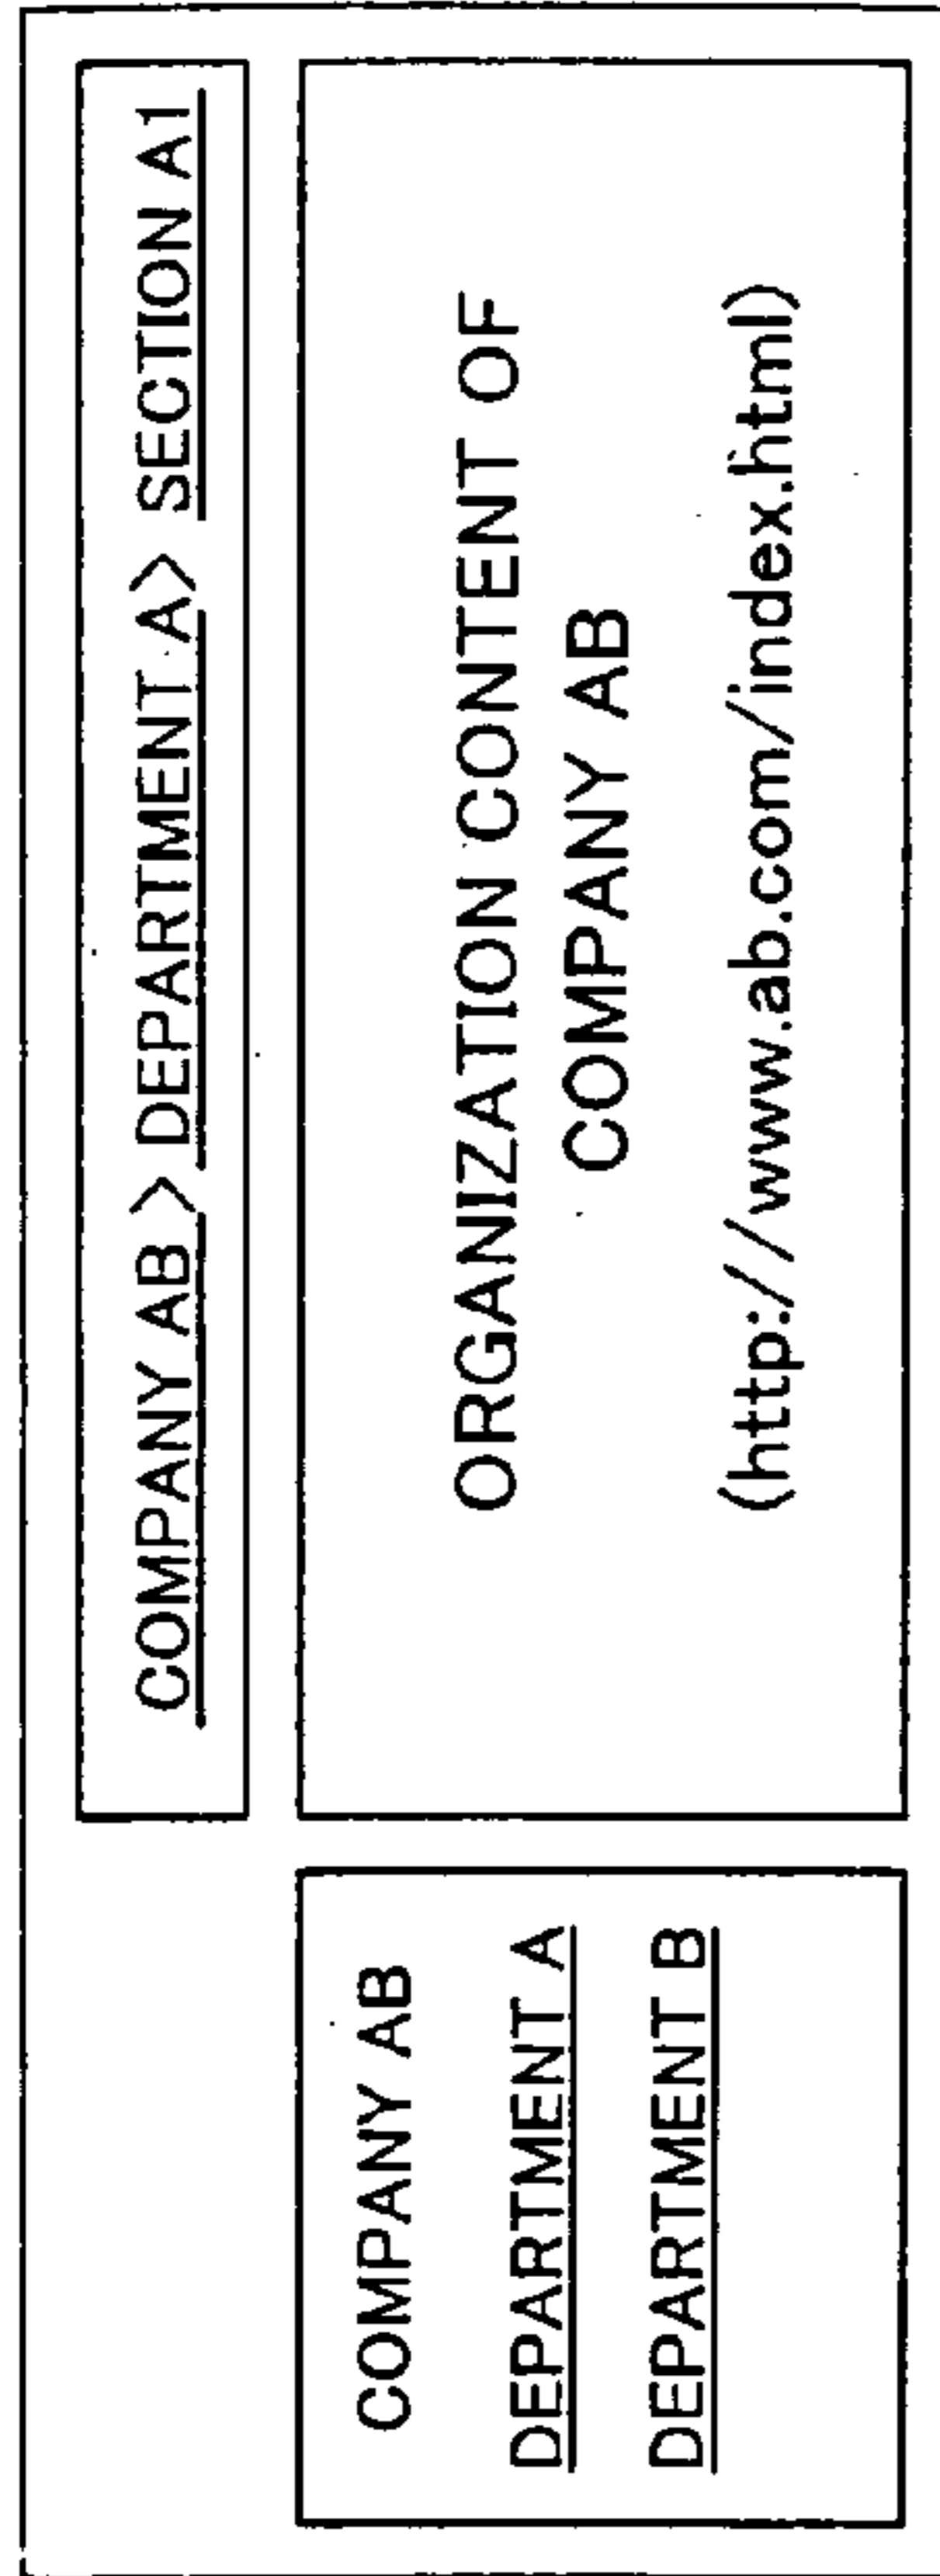 COMPANY AB > DEPARTMENT A > SECTION A1
COMPANY AB
DEPARTMENT A
DEPARTMENT B
ORGANIZATION CONTENT OF
COMPANY AB
(http://www.ab.com/index.html)